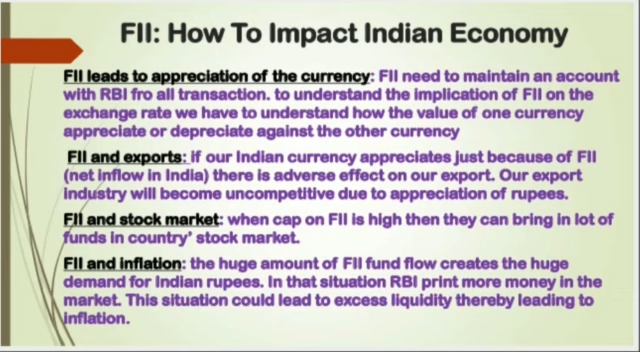 FII: How To Impact Indian Economy
FII leads to appreciation of the currency: FII need to maintain an account
with RBI fro all transaction. to understand the implication of FII on the
exchange rate we have to understand how the value of one currency
appreciate or depreciate against the other currency
FII and exports: if our Indian currency appreciates just because of FII
(net inflow in India) there is adverse effect on our export. Our export
industry will become uncompetitive due to appreciation of rupees.
FII and stock market: when cap on FII is high then they can bring in lot of
funds in country' stock market.
FII and inflation: the huge amount of FII fund flow creates the huge
demand for Indian rupees. In that situation RBI print more money in the
market. This situation could lead to excess liquidity thereby leading to
inflation.